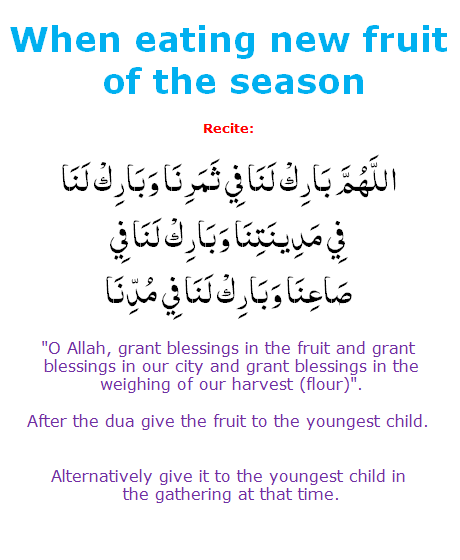 When eating new fruit
of the season
Recite:
اللَّهُمَّ بَارِكْ لَنَا فِي ثَمَرِنَا وَبَارِكْ لَنَا
فِي مَدِينَتِنَا وَبَارِكْ لَنَا فِي
صَاعِنَا وَبَارِكْ لَنَا فِي مُدِّنَا
"O Allah, grant blessings in the fruit and grant
blessings in our city and grant blessings in the
weighing of our harvest (flour)".
After the dua give the fruit to the youngest child.
Alternatively give it to the youngest child in
the gathering at that time.